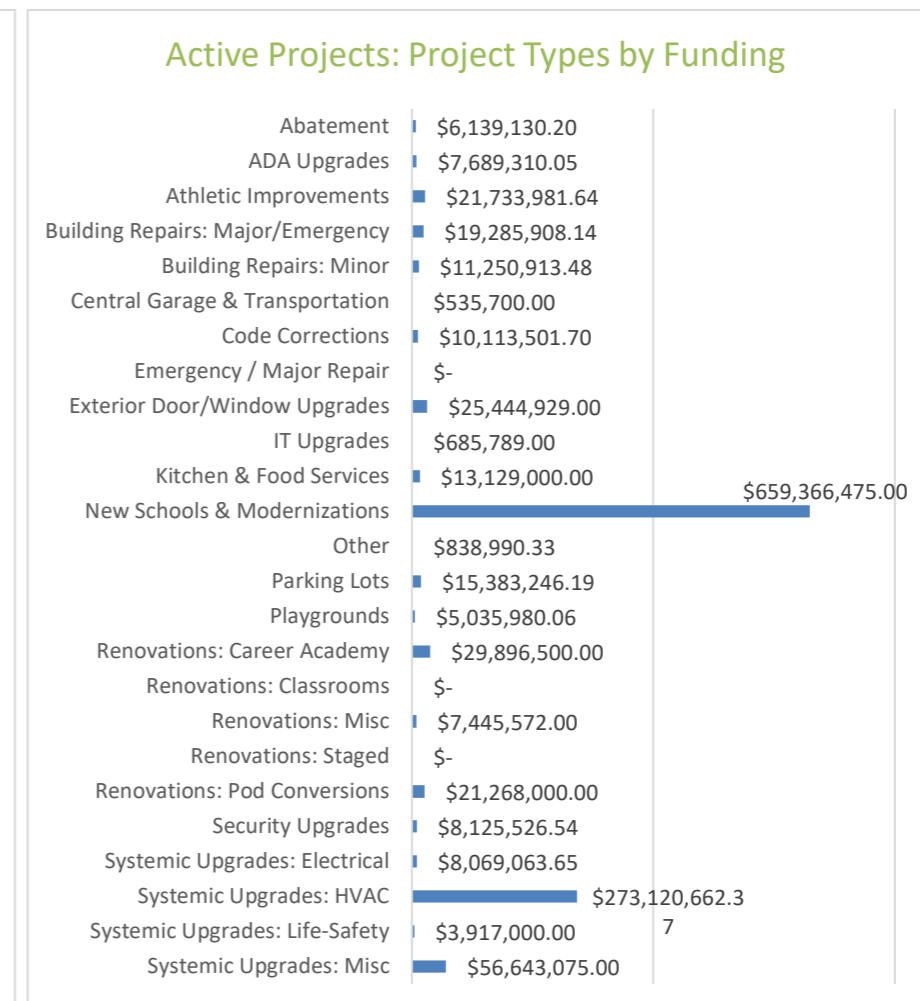 Active Projects: Project Types by Funding
Abatement $6,139,130.20
ADA Upgrades $7,689,310.05
Athletic Improvements $21,733,981.64
Building Repairs: Major/Emergency $19,285,908.14
Building Repairs: Minor $11,250,913.48
Central Garage & Transportation $535,700.00
Code Corrections $10,113,501.70
Emergency / Major Repair $-
Exterior Door/Window Upgrades $25,444,929.00
IT Upgrades $685,789.00
Kitchen & Food Services $13,129,000.00
New Schools & Modernizations $659,366,475.00
Other $838,990.33
Parking Lots $15,383,246.19
Playgrounds $5,035,980.06
Renovations: Career Academy $29,896,500.00
Renovations: Classrooms $-
Renovations: Misc $7,445,572.00
Renovations: Staged $-
Renovations: Pod Conversions $21,268,000.00
Security Upgrades $8,125,526.54
Systemic Upgrades: Electrical $8,069,063.65
Systemic Upgrades: HVAC $273,120,662.3
7
Systemic Upgrades: Life-Safety $3,917,000.00
Systemic Upgrades: Misc $56,643,075.00